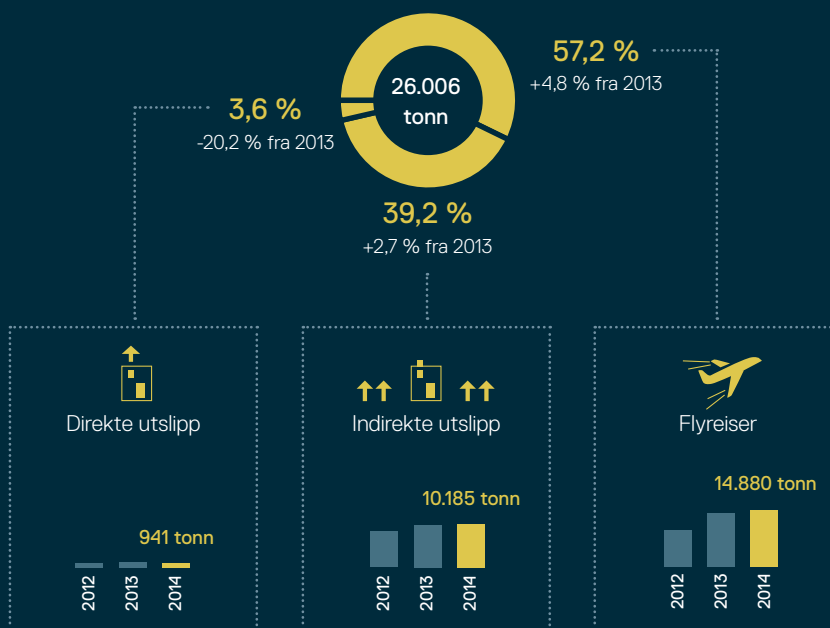 57,2 %
+4,8 % fra 2013
26.006
tonn
3,6 %
-20,2 % fra 2013
39,2 %
+2,7 % fra 2013
Direkte utslipp
941 tonn
2012
2013
2014
Indirekte utslipp
10.185 tonn
2012
2013
2014
Flyreiser
14.880 tonn
2012
2013
2014